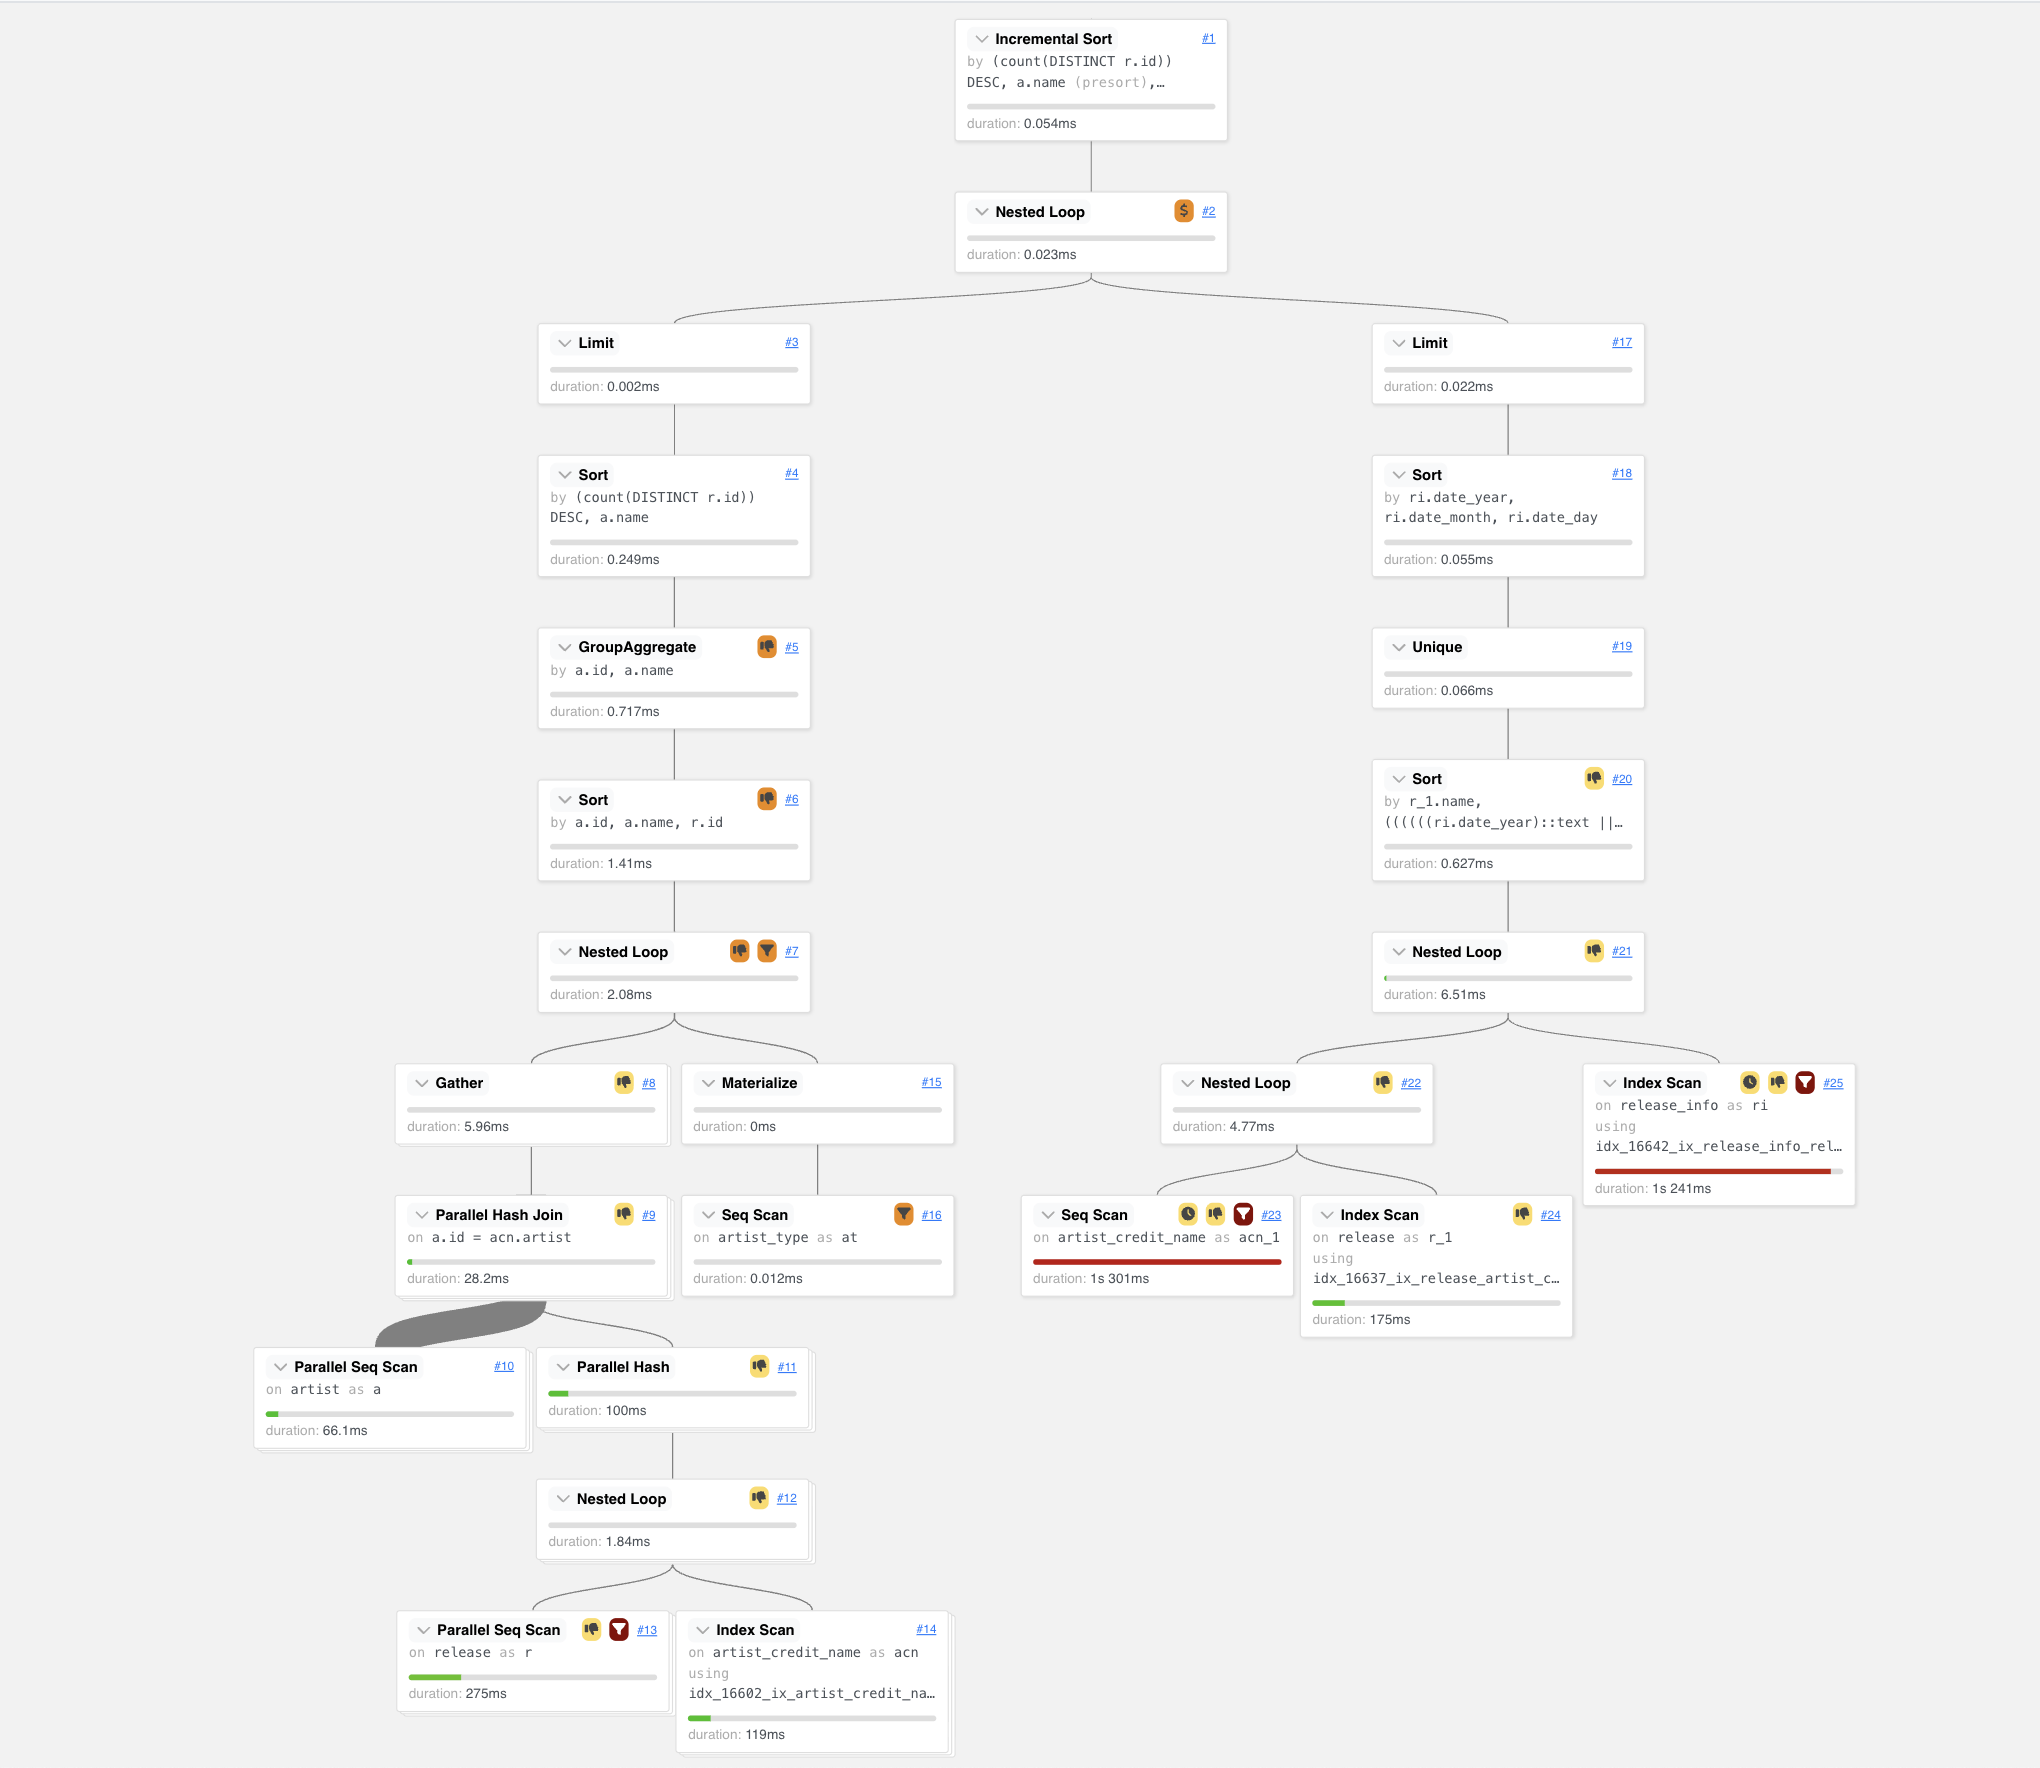 Incremental Sort #1
by (count(DISTINCT r.id))
DESC, a.name (presort),…
duration: 0.054ms
Nested Loop $ #2
duration: 0.023ms
Limit #3
duration: 0.002ms
Limit #17
duration: 0.022ms
Sort #4
by (count(DISTINCT r.id))
DESC, a.name
duration: 0.249ms
Sort #18
by ri.date_year,
ri.date_month, ri.date_day
duration: 0.055ms
GroupAggregate #5
by a.id, a.name
duration: 0.717ms
Unique #19
duration: 0.066ms
Sort #6
by a.id, a.name, r.id
duration: 1.41ms
Sort #20
by r_1.name,
((((((ri.date_year)::text ||…
duration: 0.627ms
Nested Loop #7
duration: 2.08ms
Nested Loop #21
duration: 6.51ms
Gather #8
duration: 5.96ms
Materialize #15
duration: 0ms
Nested Loop #22
duration: 4.77ms
Index Scan #25
on release_info as ri
using
idx_16642_ix_release_info_rel…
duration: 1s 241ms
Parallel Hash Join #9
on a.id = acn.artist
duration: 28.2ms
Seq Scan #16
on artist_type as at
duration: 0.012ms
Seq Scan #23
on artist_credit_name as acn_1
duration: 1s 301ms
Index Scan #24
on release as r_1
using
idx_16637_ix_release_artist_c…
duration: 175ms
Parallel Seq Scan #10
on artist as a
duration: 66.1ms
Parallel Hash #11
duration: 100ms
Nested Loop #12
duration: 1.84ms
Parallel Seq Scan #13
on release as r
duration: 275ms
Index Scan #14
on artist_credit_name as acn
using
idx_16602_ix_artist_credit_na…
duration: 119ms